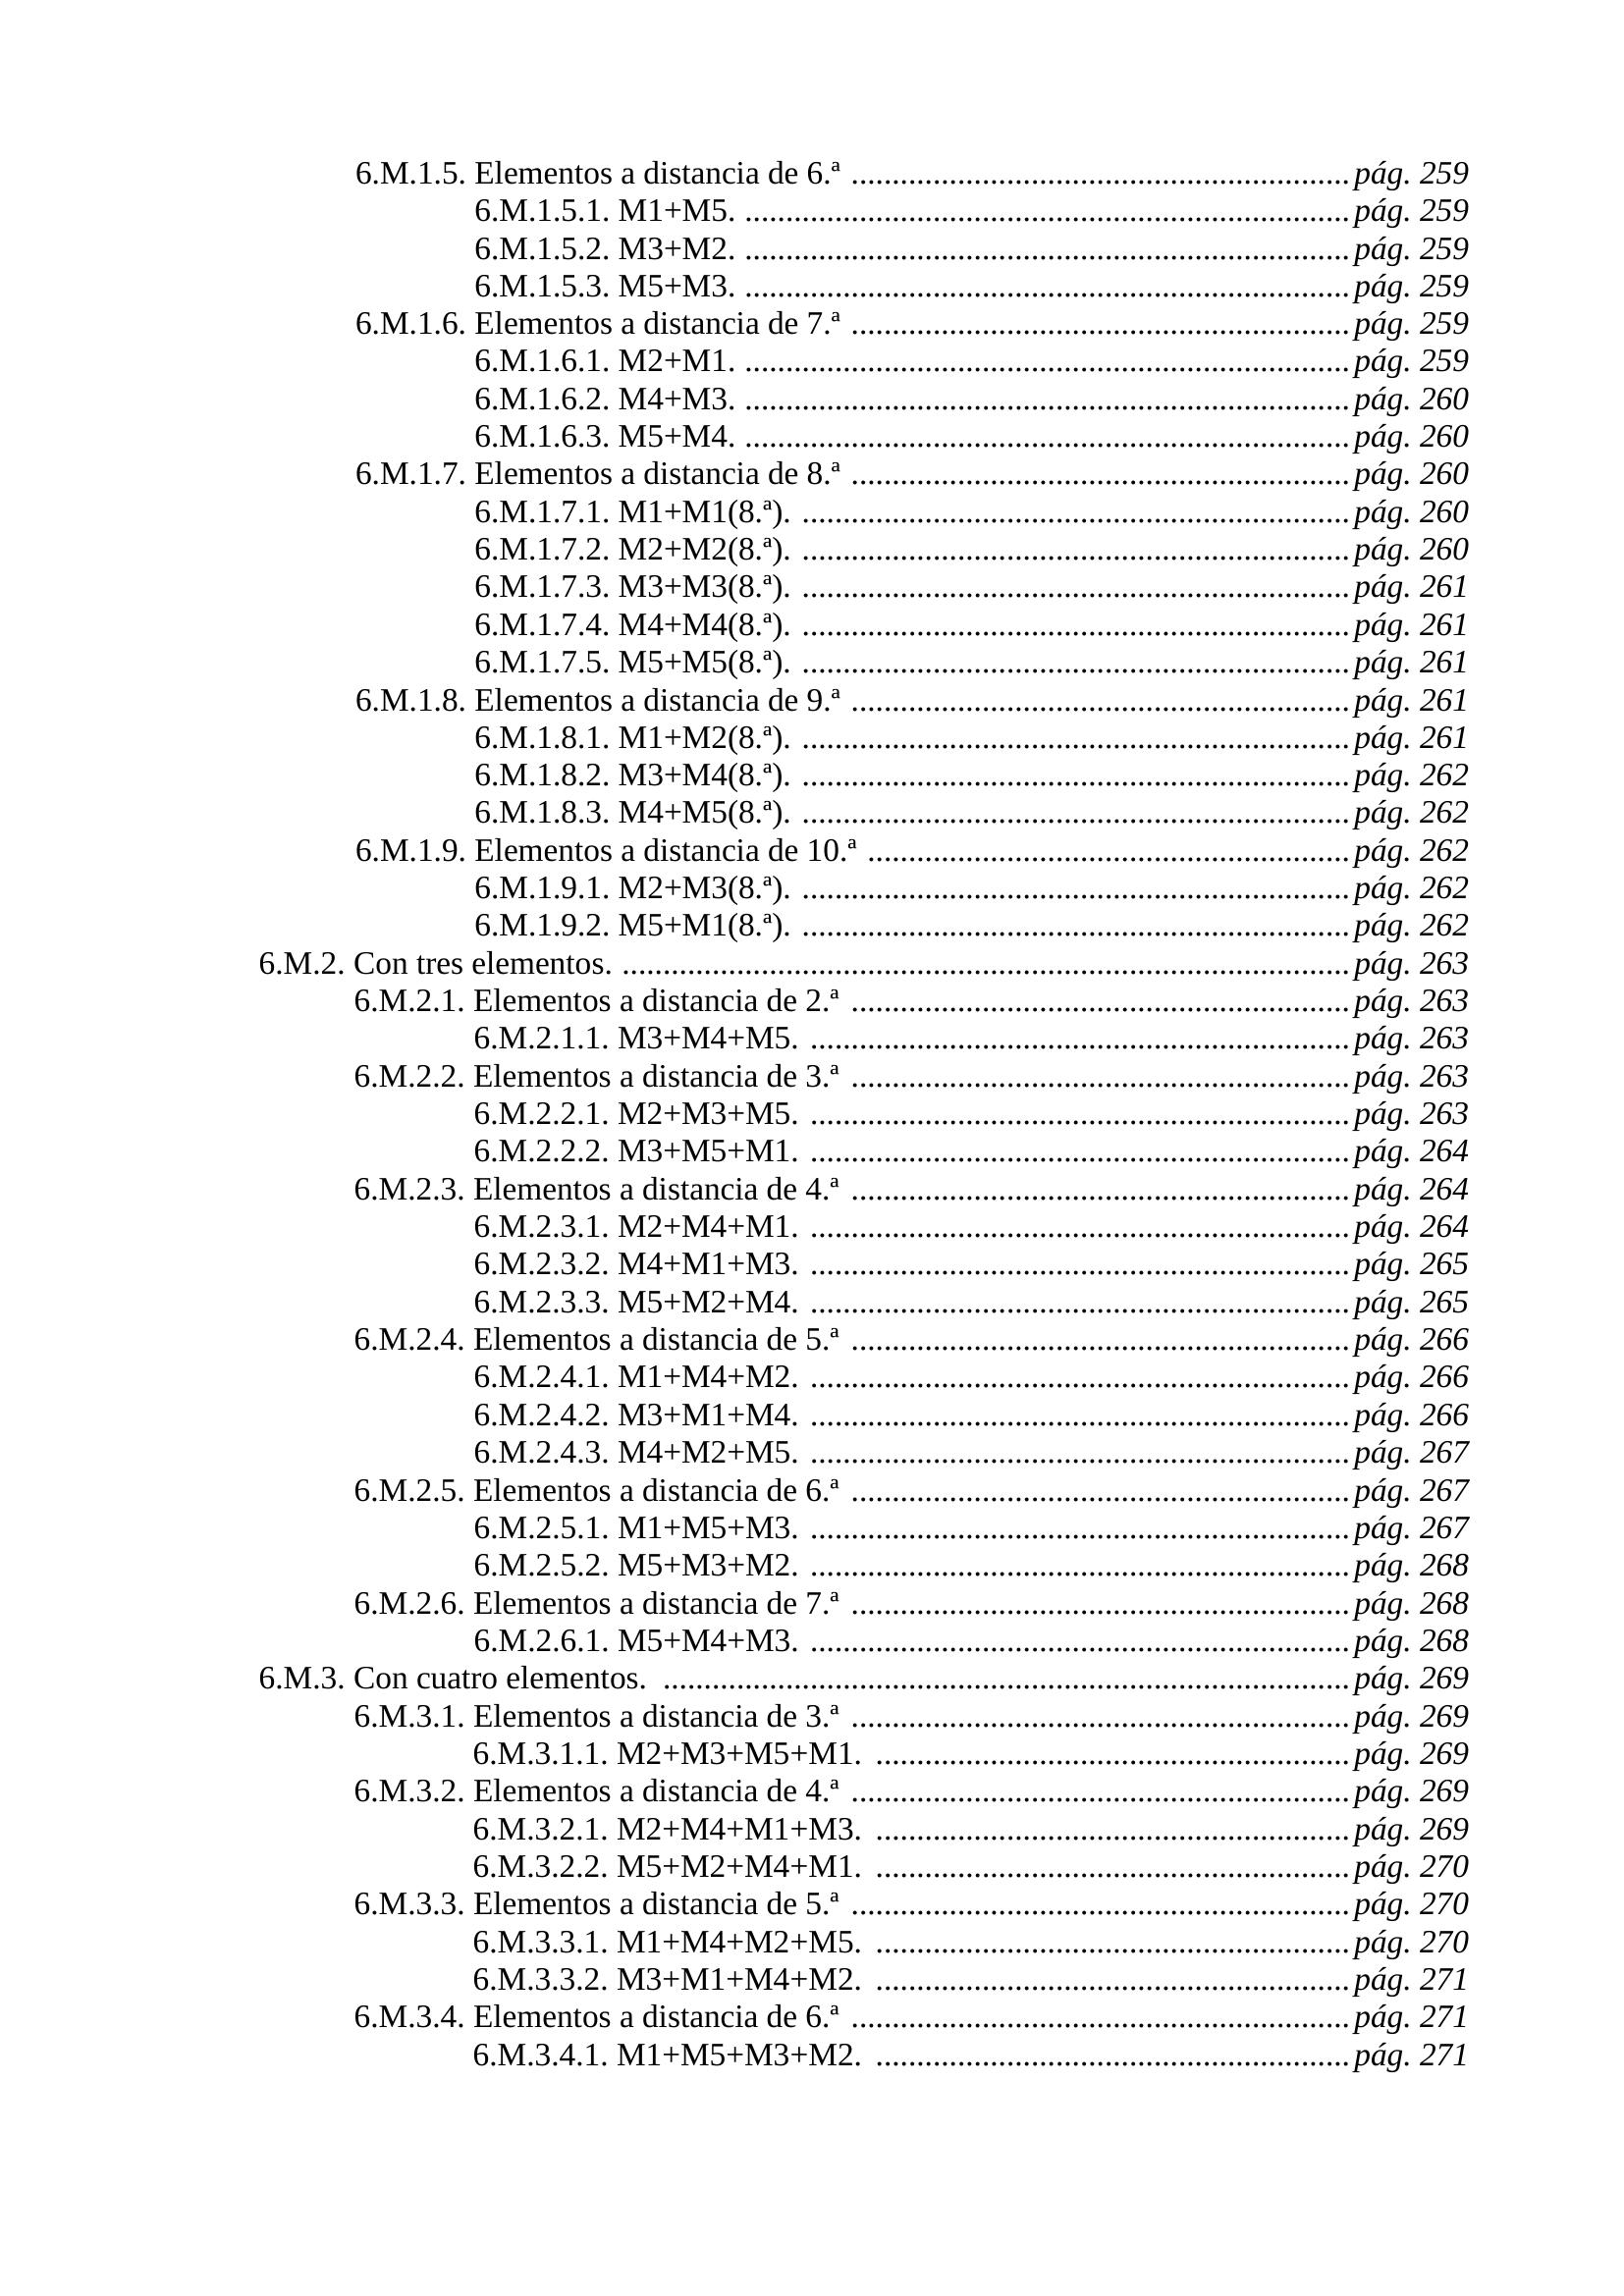 6.M.1.5. Elementos a distancia de 6.ª ............................................................. pág. 259
6.M.1.5.1. M1+M5. .......................................................................... pág. 259
6.M.1.5.2. M3+M2. .......................................................................... pág. 259
6.M.1.5.3. M5+M3. .......................................................................... pág. 259
6.M.1.6. Elementos a distancia de 7.ª ............................................................. pág. 259
6.M.1.6.1. M2+M1. .......................................................................... pág. 259
6.M.1.6.2. M4+M3. .......................................................................... pág. 260
6.M.1.6.3. M5+M4. .......................................................................... pág. 260
6.M.1.7. Elementos a distancia de 8.ª ............................................................. pág. 260
6.M.1.7.1. M1+M1(8.ª). ................................................................... pág. 260
6.M.1.7.2. M2+M2(8.ª). ................................................................... pág. 260
6.M.1.7.3. M3+M3(8.ª). ................................................................... pág. 261
6.M.1.7.4. M4+M4(8.ª). ................................................................... pág. 261
6.M.1.7.5. M5+M5(8.ª). ................................................................... pág. 261
6.M.1.8. Elementos a distancia de 9.ª ............................................................. pág. 261
6.M.1.8.1. M1+M2(8.ª). ................................................................... pág. 261
6.M.1.8.2. M3+M4(8.ª). ................................................................... pág. 262
6.M.1.8.3. M4+M5(8.ª). ................................................................... pág. 262
6.M.1.9. Elementos a distancia de 10.ª ........................................................... pág. 262
6.M.1.9.1. M2+M3(8.ª). ................................................................... pág. 262
6.M.1.9.2. M5+M1(8.ª). ................................................................... pág. 262
6.M.2. Con tres elementos. ......................................................................................... pág. 263
6.M.2.1. Elementos a distancia de 2.ª ............................................................. pág. 263
6.M.2.1.1. M3+M4+M5. .................................................................. pág. 263
6.M.2.2. Elementos a distancia de 3.ª ............................................................. pág. 263
6.M.2.2.1. M2+M3+M5. .................................................................. pág. 263
6.M.2.2.2. M3+M5+M1. .................................................................. pág. 264
6.M.2.3. Elementos a distancia de 4.ª ............................................................. pág. 264
6.M.2.3.1. M2+M4+M1. .................................................................. pág. 264
6.M.2.3.2. M4+M1+M3. .................................................................. pág. 265
6.M.2.3.3. M5+M2+M4. .................................................................. pág. 265
6.M.2.4. Elementos a distancia de 5.ª ............................................................. pág. 266
6.M.2.4.1. M1+M4+M2. .................................................................. pág. 266
6.M.2.4.2. M3+M1+M4. .................................................................. pág. 266
6.M.2.4.3. M4+M2+M5. .................................................................. pág. 267
6.M.2.5. Elementos a distancia de 6.ª ............................................................. pág. 267
6.M.2.5.1. M1+M5+M3. .................................................................. pág. 267
6.M.2.5.2. M5+M3+M2. .................................................................. pág. 268
6.M.2.6. Elementos a distancia de 7.ª ............................................................. pág. 268
6.M.2.6.1. M5+M4+M3. .................................................................. pág. 268
6.M.3. Con cuatro elementos. .................................................................................... pág. 269
6.M.3.1. Elementos a distancia de 3.ª ............................................................. pág. 269
6.M.3.1.1. M2+M3+M5+M1. .......................................................... pág. 269
6.M.3.2. Elementos a distancia de 4.ª ............................................................. pág. 269
6.M.3.2.1. M2+M4+M1+M3. .......................................................... pág. 269
6.M.3.2.2. M5+M2+M4+M1. .......................................................... pág. 270
6.M.3.3. Elementos a distancia de 5.ª ............................................................. pág. 270
6.M.3.3.1. M1+M4+M2+M5. .......................................................... pág. 270
6.M.3.3.2. M3+M1+M4+M2. .......................................................... pág. 271
6.M.3.4. Elementos a distancia de 6.ª ............................................................. pág. 271
6.M.3.4.1. M1+M5+M3+M2. .......................................................... pág. 271